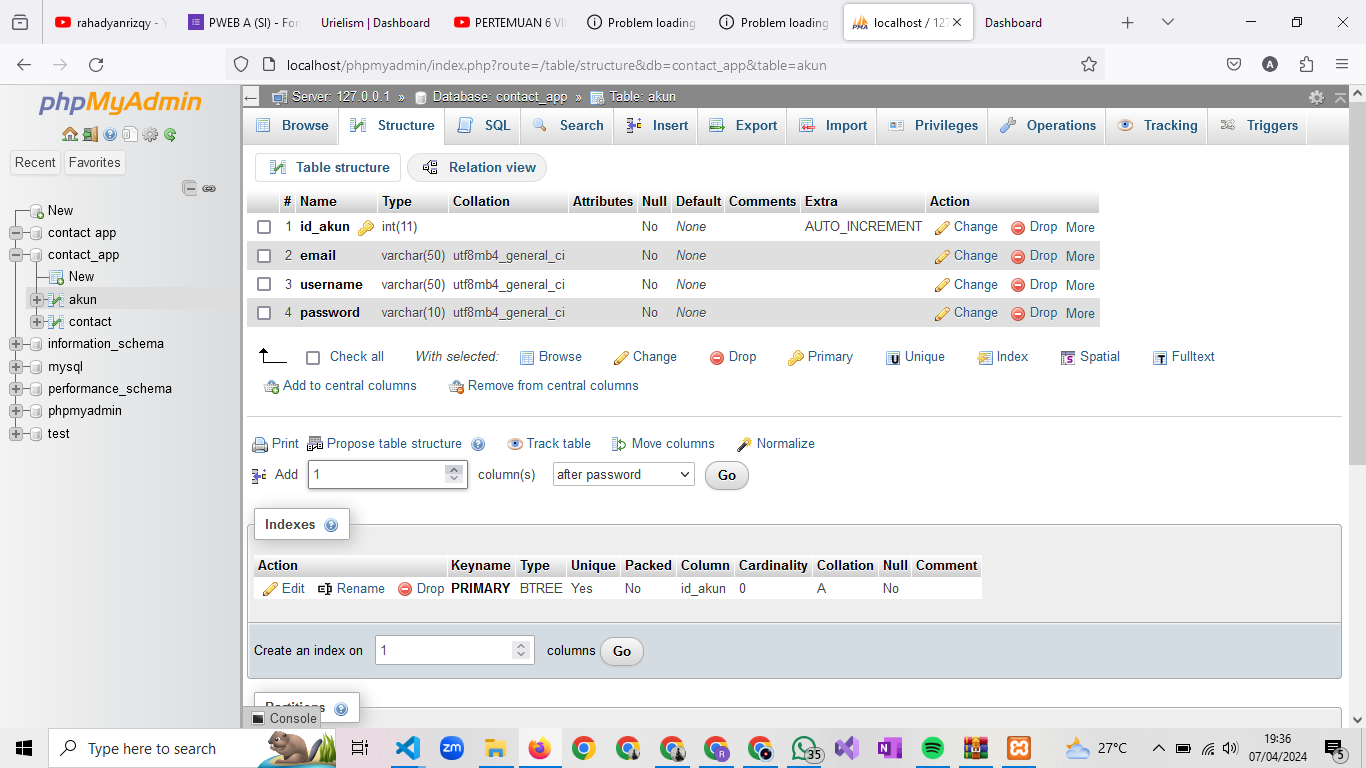 rahadyanrizqy - Y
PWEB A (SI) - For
Urielism | Dashboard
PERTEMUAN 6 VI
Problem loading
Problem loading
PMA localhost / 127
Dashboard
localhost/phpmyadmin/index.php?route=/table/structure&db=contact_app&table=akun
A
phpMyAdmin
Recent Favorites
New
contact app
contact_app
New
akun
contact
information_schema
mysql
performance_schema
phpmyadmin
test
Server: 127.0.0.1 » Database: contact_app » Table: akun
Browse Structure SQL Search Insert Export Import Privileges Operations Tracking Triggers
Table structure Relation view
# Name Type Collation Attributes Null Default Comments Extra Action
1 id_akun int(11) No None AUTO_INCREMENT Change Drop More
2 email varchar(50) utf8mb4_general_ci No None Change Drop More
3 username varchar(50) utf8mb4_general_ci No None Change Drop More
4 password varchar(10) utf8mb4_general_ci No None Change Drop More
Check all With selected: Browse Change Drop Primary Unique Index Spatial Fulltext
Add to central columns Remove from central columns
Print Propose table structure Track table Move columns Normalize
Add 1 column(s) after password Go
Indexes
Action Keyname Type Unique Packed Column Cardinality Collation Null Comment
Edit Rename Drop PRIMARY BTREE Yes No id_akun 0 A No
Create an index on 1 columns Go
Partitions
Console
Type here to search
zm
R
35
N
27°C
19:36
07/04/2024
5